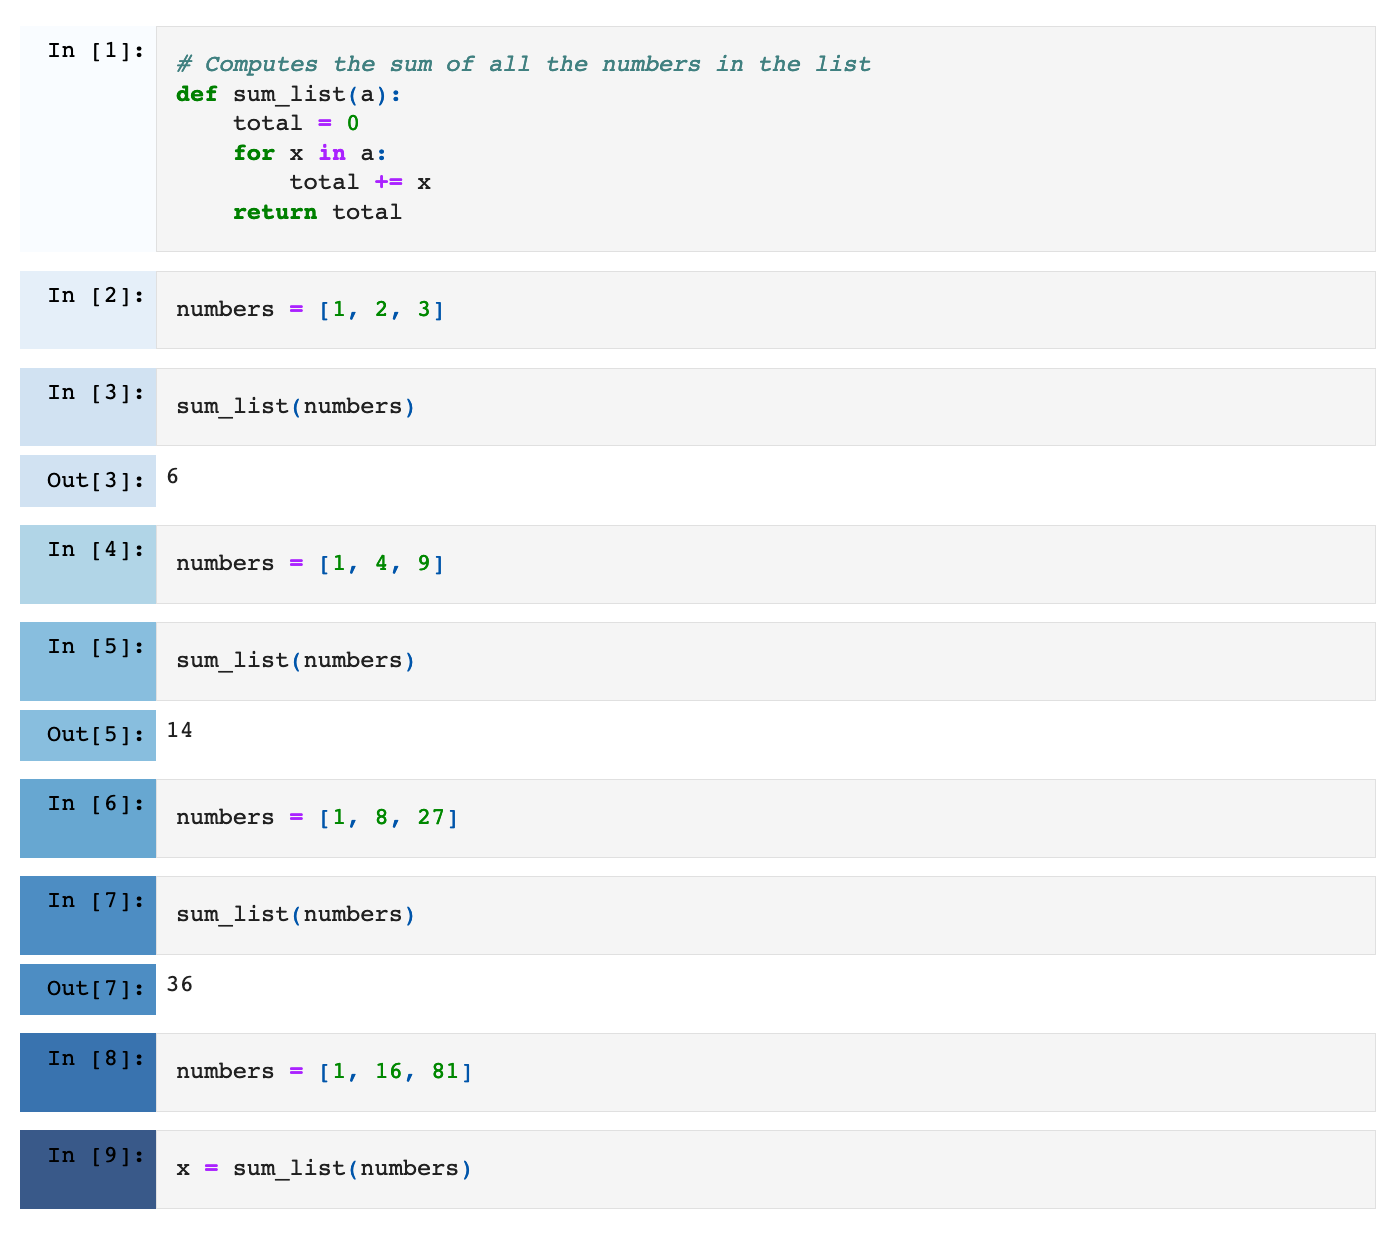 In [1]:
# Computes the sum of all the numbers in the list
def sum_list(a):
    total = 0
    for x in a:
        total += x
    return total
In [2]:
numbers = [1, 2, 3]
In [3]:
sum_list(numbers)
Out[3]: 6
In [4]:
numbers = [1, 4, 9]
In [5]:
sum_list(numbers)
Out[5]: 14
In [6]:
numbers = [1, 8, 27]
In [7]:
sum_list(numbers)
Out[7]: 36
In [8]:
numbers = [1, 16, 81]
In [9]:
x = sum_list(numbers)